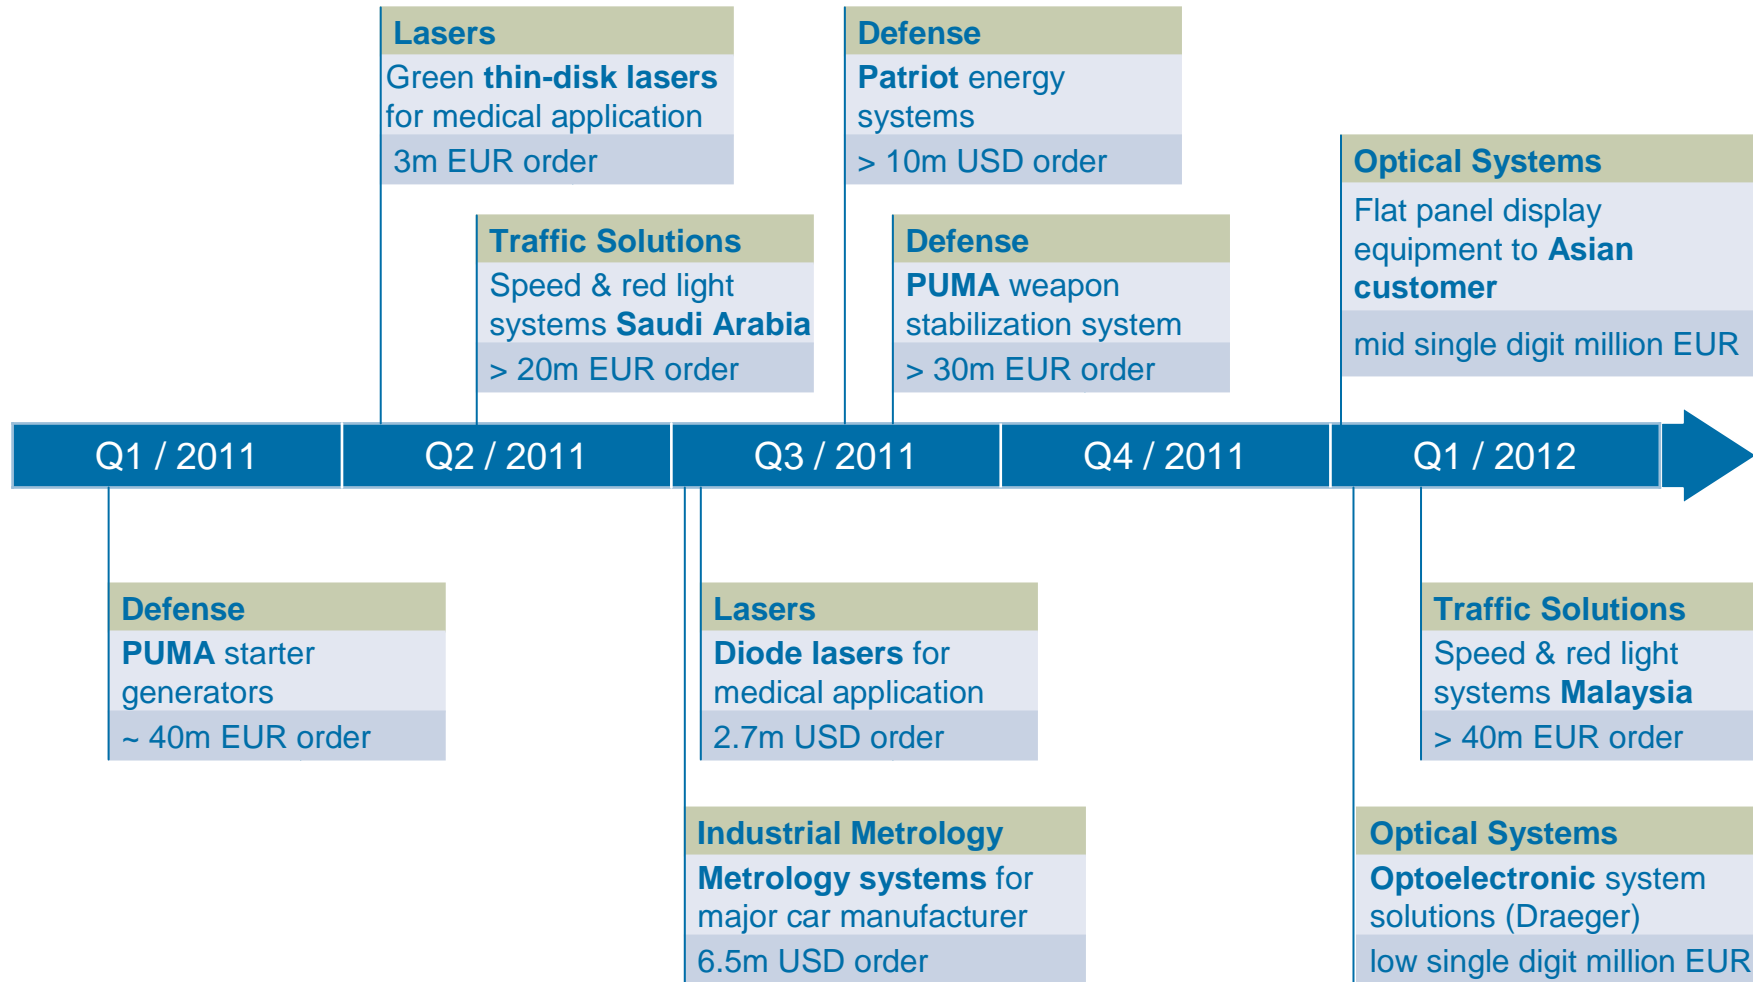 Lasers
Green thin-disk lasers
for medical application
3m EUR order
Defense
Patriot energy
systems
> 10m USD order
Traffic Solutions
Speed & red light
systems Saudi Arabia
> 20m EUR order
Defense
PUMA weapon
stabilization system
> 30m EUR order
Optical Systems
Flat panel display
equipment to Asian
customer
mid single digit million EUR
Q1 / 2011
Q2 / 2011
Q3 / 2011
Q4 / 2011
Q1 / 2012
Defense
PUMA starter
generators
~ 40m EUR order
Lasers
Diode lasers for
medical application
2.7m USD order
Traffic Solutions
Speed & red light
systems Malaysia
> 40m EUR order
Industrial Metrology
Metrology systems for
major car manufacturer
6.5m USD order
Optical Systems
Optoelectronic system
solutions (Draeger)
low single digit million EUR